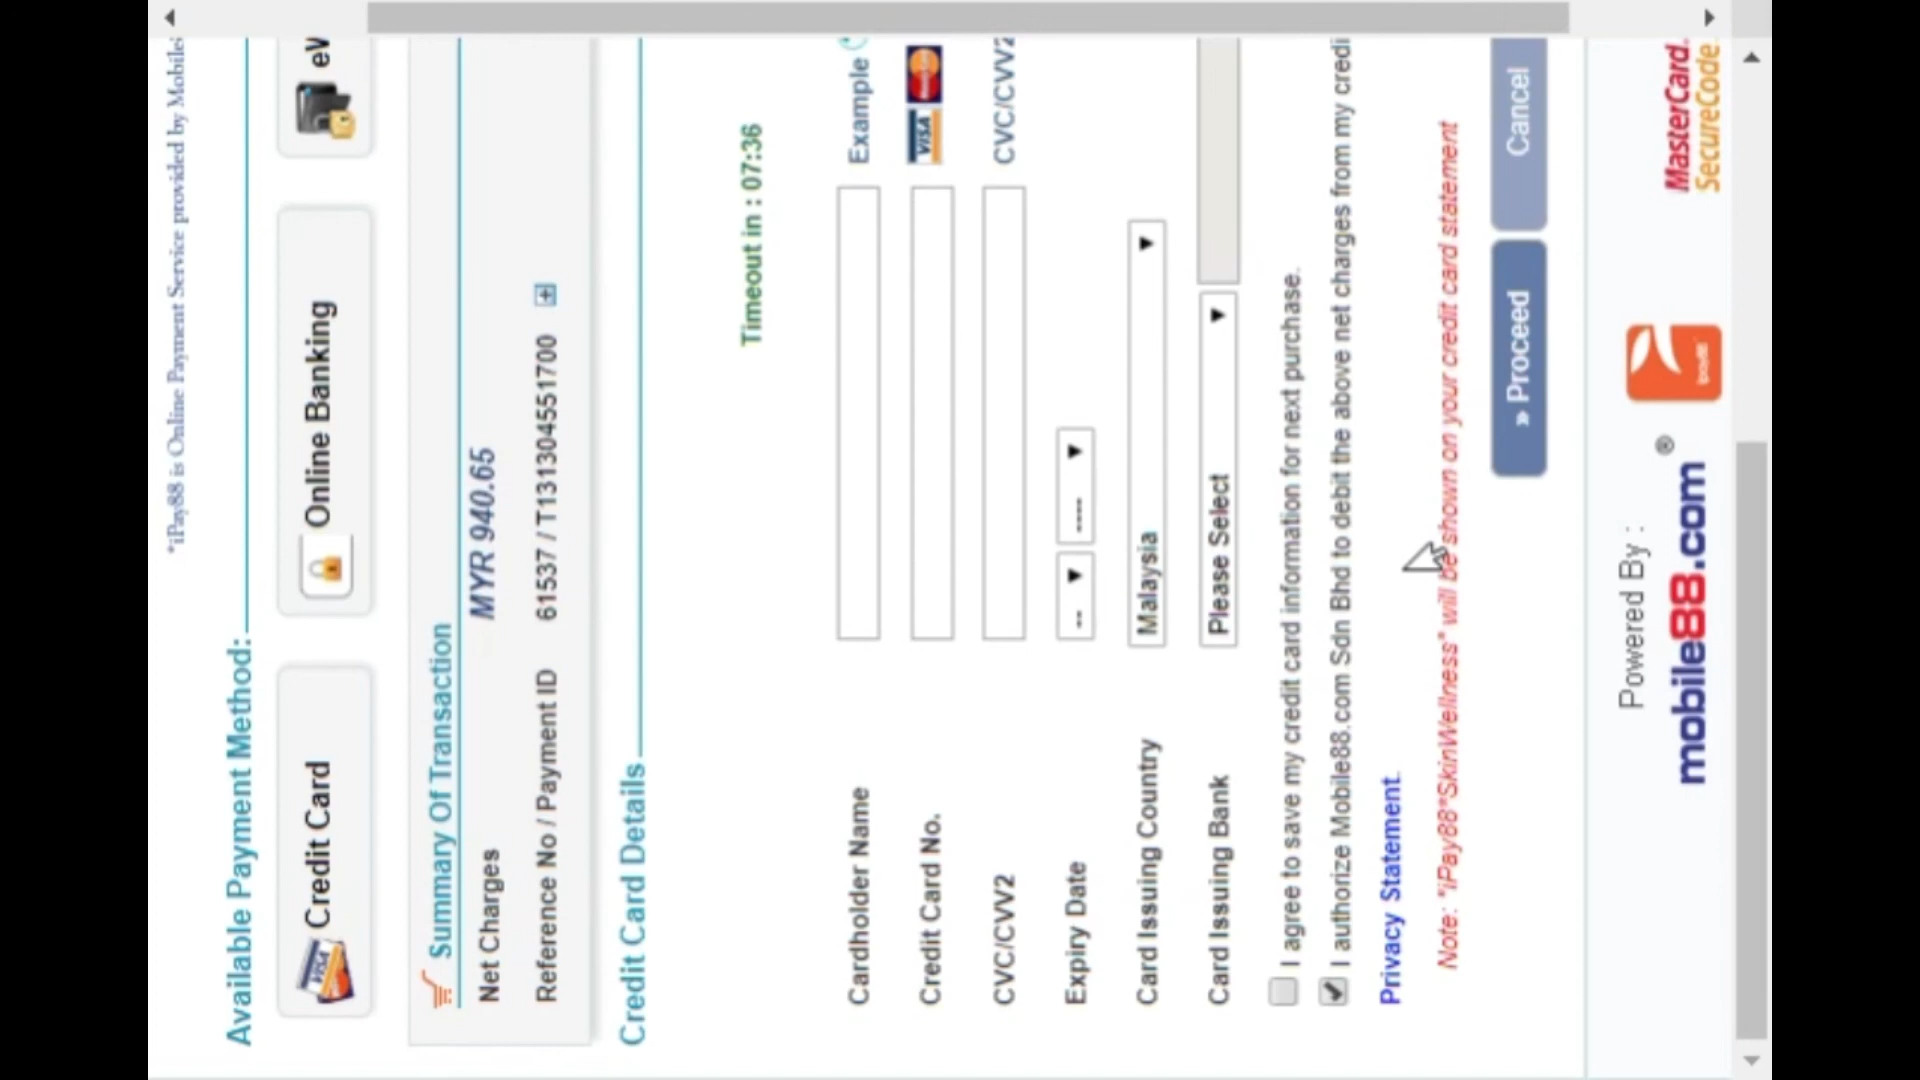 *iPay88 is Online Payment Service provided by Mobile
Available Payment Method:
Credit Card
Online Banking
Summary Of Transaction
Net Charges MYR 940.65
Reference No / Payment ID 61537 / T131304551700
Credit Card Details
Timeout in : 07:36
Cardholder Name Example
Credit Card No. VISA
CVC/CVV2 CVC/CVV2
Expiry Date -- ----
Card Issuing Country Malaysia
Card Issuing Bank Please Select
I agree to save my credit card information for next purchase.
I authorize Mobile88.com Sdn Bhd to debit the above net charges from my credi
Privacy Statement.
Note: "iPay88*SkinWellness" will be shown on your credit card statement
» Proceed Cancel
Powered By :
mobile88.com ®
ipay88
MasterCard.
SecureCode.